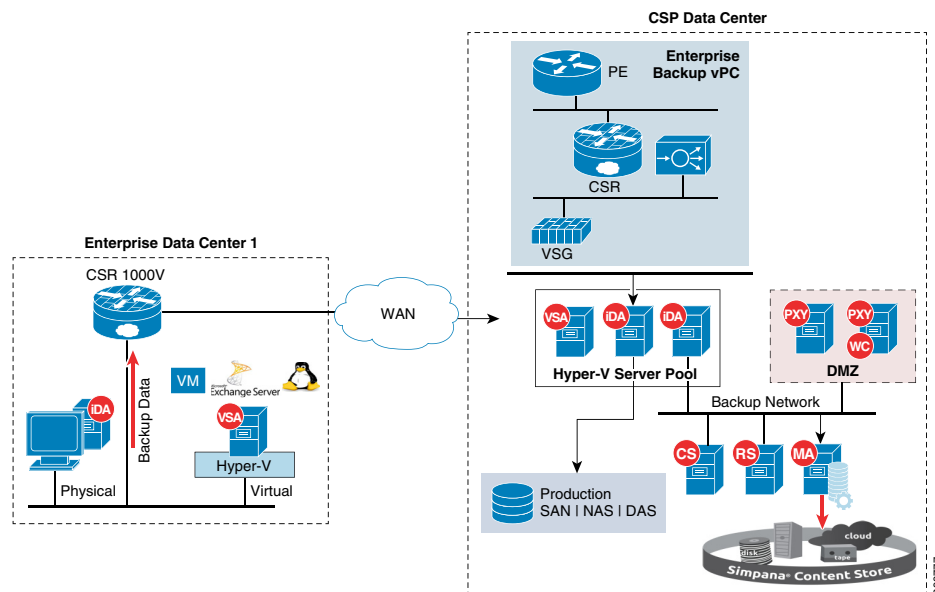 CSP Data Center
Enterprise
Backup vPC
PE
CSR
VSG
Enterprise Data Center 1
CSR 1000V
WAN
VM
Microsoft
Exchange Server
Backup Data
iDA
VSA
Hyper-V
Physical
Virtual
VSA
iDA
iDA
Hyper-V Server Pool
PXY
PXY
WC
DMZ
Backup Network
CS
RS
MA
Production
SAN | NAS | DAS
disk
cloud
tape
Simpana® Content Store